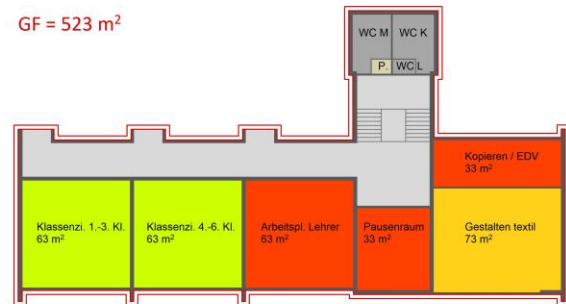 GF = 523 m²
WC M
WC K
P.
WC L
Kopieren / EDV
33 m²
Klassenzi. 1.-3. Kl.
63 m²
Klassenzi. 4.-6. Kl.
63 m²
Arbeitspl. Lehrer
63 m²
Pausenraum
33 m²
Gestalten textil
73 m²